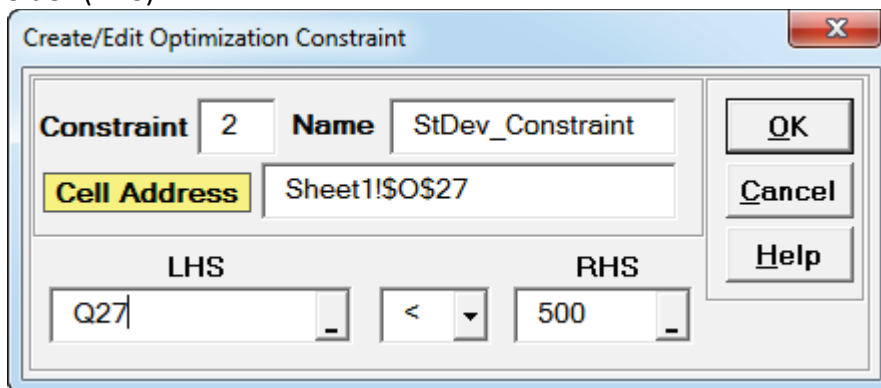 Create/Edit Optimization Constraint
Constraint 2 Name StDev_Constraint OK
Cell Address Sheet1!$O$27 Cancel
LHS RHS Help
Q27 _ < 500 _